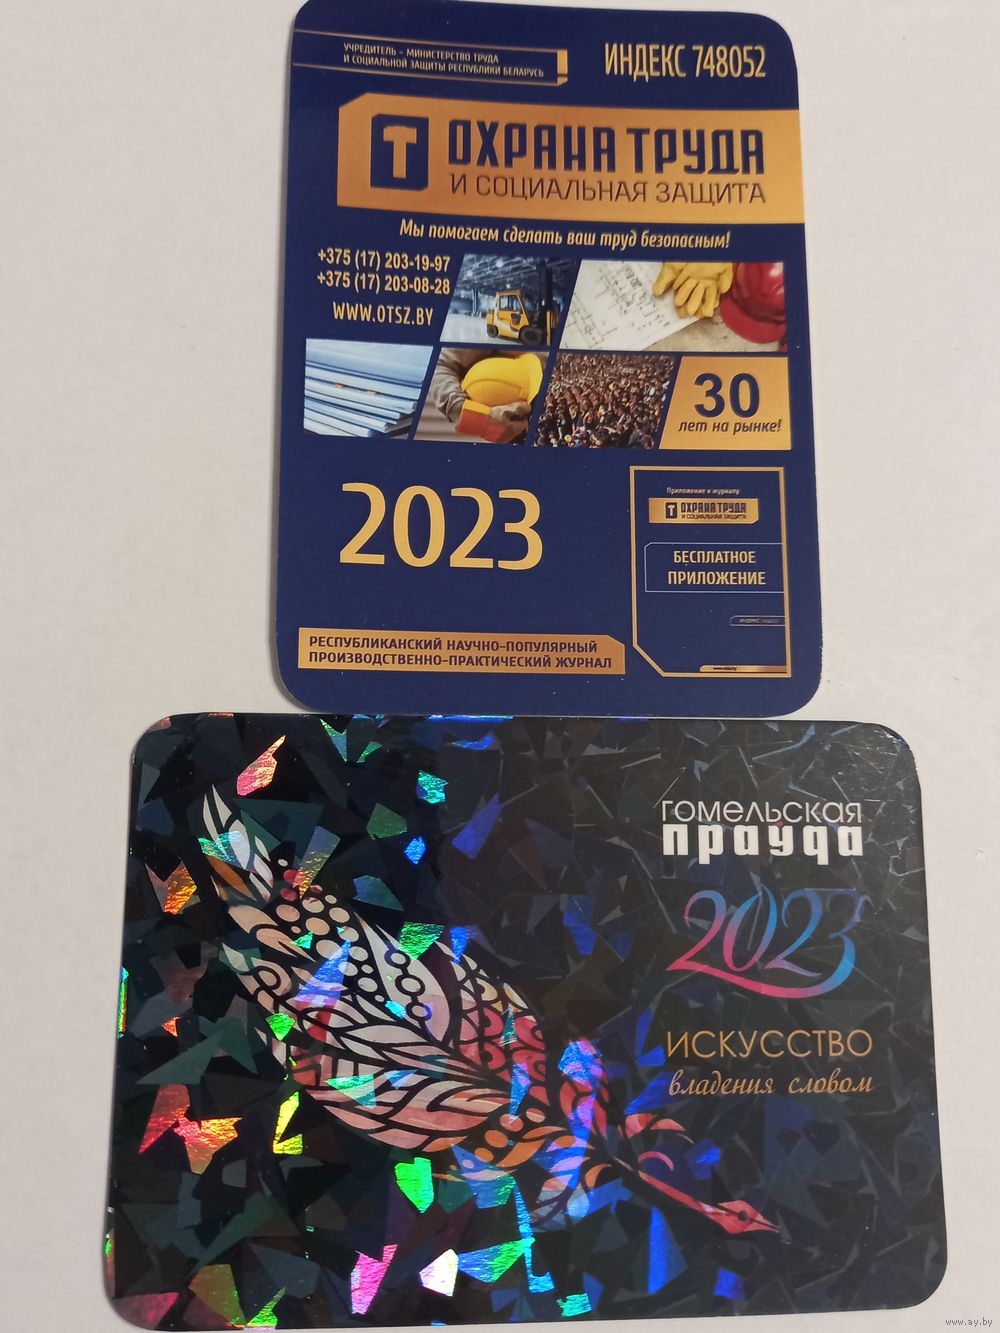 УЧРЕДИТЕЛЬ – МИНИСТЕРСТВО ТРУДА
И СОЦИАЛЬНОЙ ЗАЩИТЫ РЕСПУБЛИКИ БЕЛАРУСЬ
ИНДЕКС 748052
Т ОХРАНА ТРУДА
И СОЦИАЛЬНАЯ ЗАЩИТА
Мы помогаем сделать ваш труд безопасным!
+375 (17) 203-19-97
+375 (17) 203-08-28
WWW.OTSZ.BY
30
лет на рынке!
2023
Приложение к журналу
Т ОХРАНА ТРУДА
И СОЦИАЛЬНАЯ ЗАЩИТА
БЕСПЛАТНОЕ
ПРИЛОЖЕНИЕ
РЕСПУБЛИКАНСКИЙ НАУЧНО-ПОПУЛЯРНЫЙ
ПРОИЗВОДСТВЕННО-ПРАКТИЧЕСКИЙ ЖУРНАЛ
гомельская
праўда
2023
ИСКУССТВО
владения словом
www.ay.by